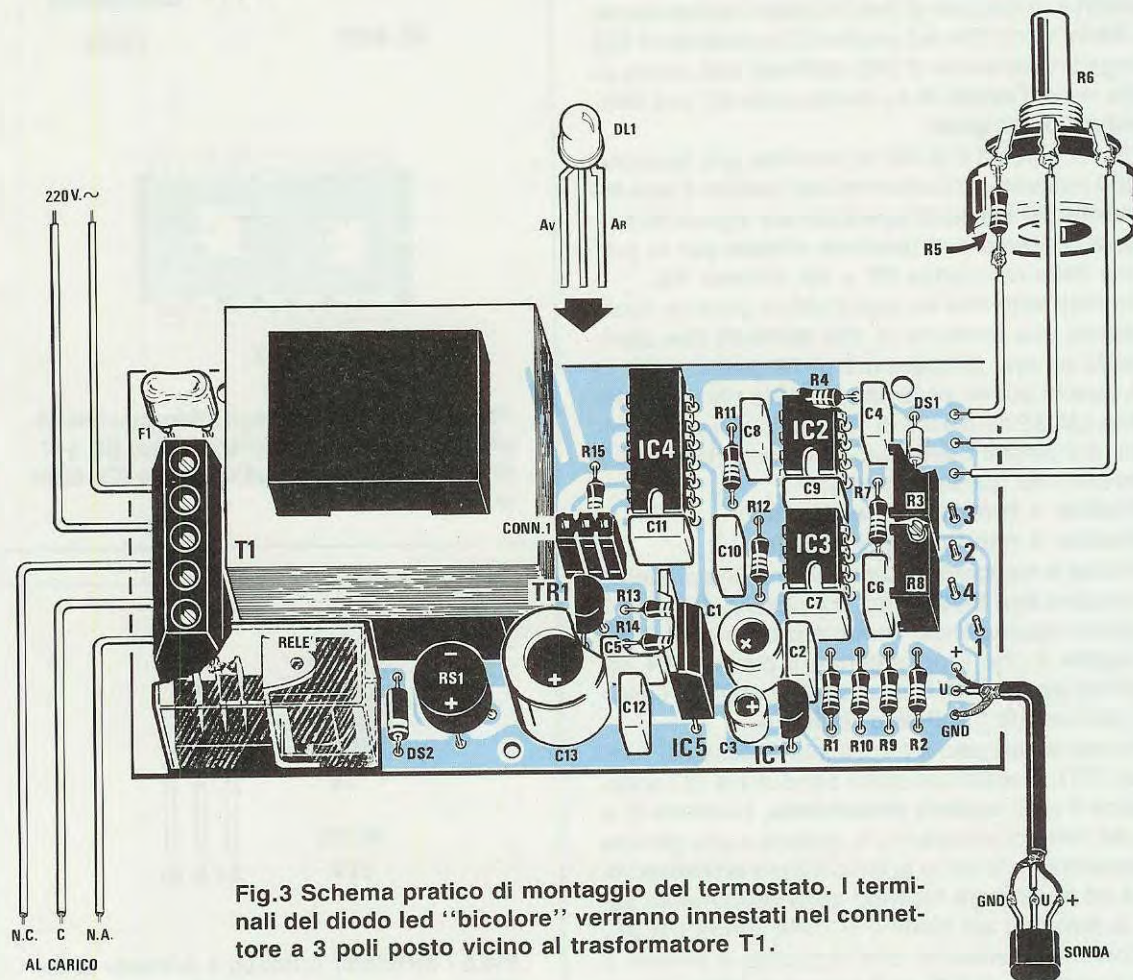 R6
DL1
220 V. ~
Av
AR
R5
F1
R4
C4
DS1
R11
C8
IC2
IC4
R15
C9
R7
R3
3
CONN.1
C11
R12
2
C10
IC3
T1
C6
R8
4
TR1
R13
C1
C7
1
R14
RELE'
C5
C2
+
–
RS1
+
+
+
U
C12
+
GND
DS2
C13
IC5
C3
IC1
R1
R10
R9
R2
Fig.3 Schema pratico di montaggio del termostato. I termi-
nali del diodo led "bicolore" verranno innestati nel connet-
tore a 3 poli posto vicino al trasformatore T1.
GND
U
+
N.C.
C
N.A.
SONDA
AL CARICO